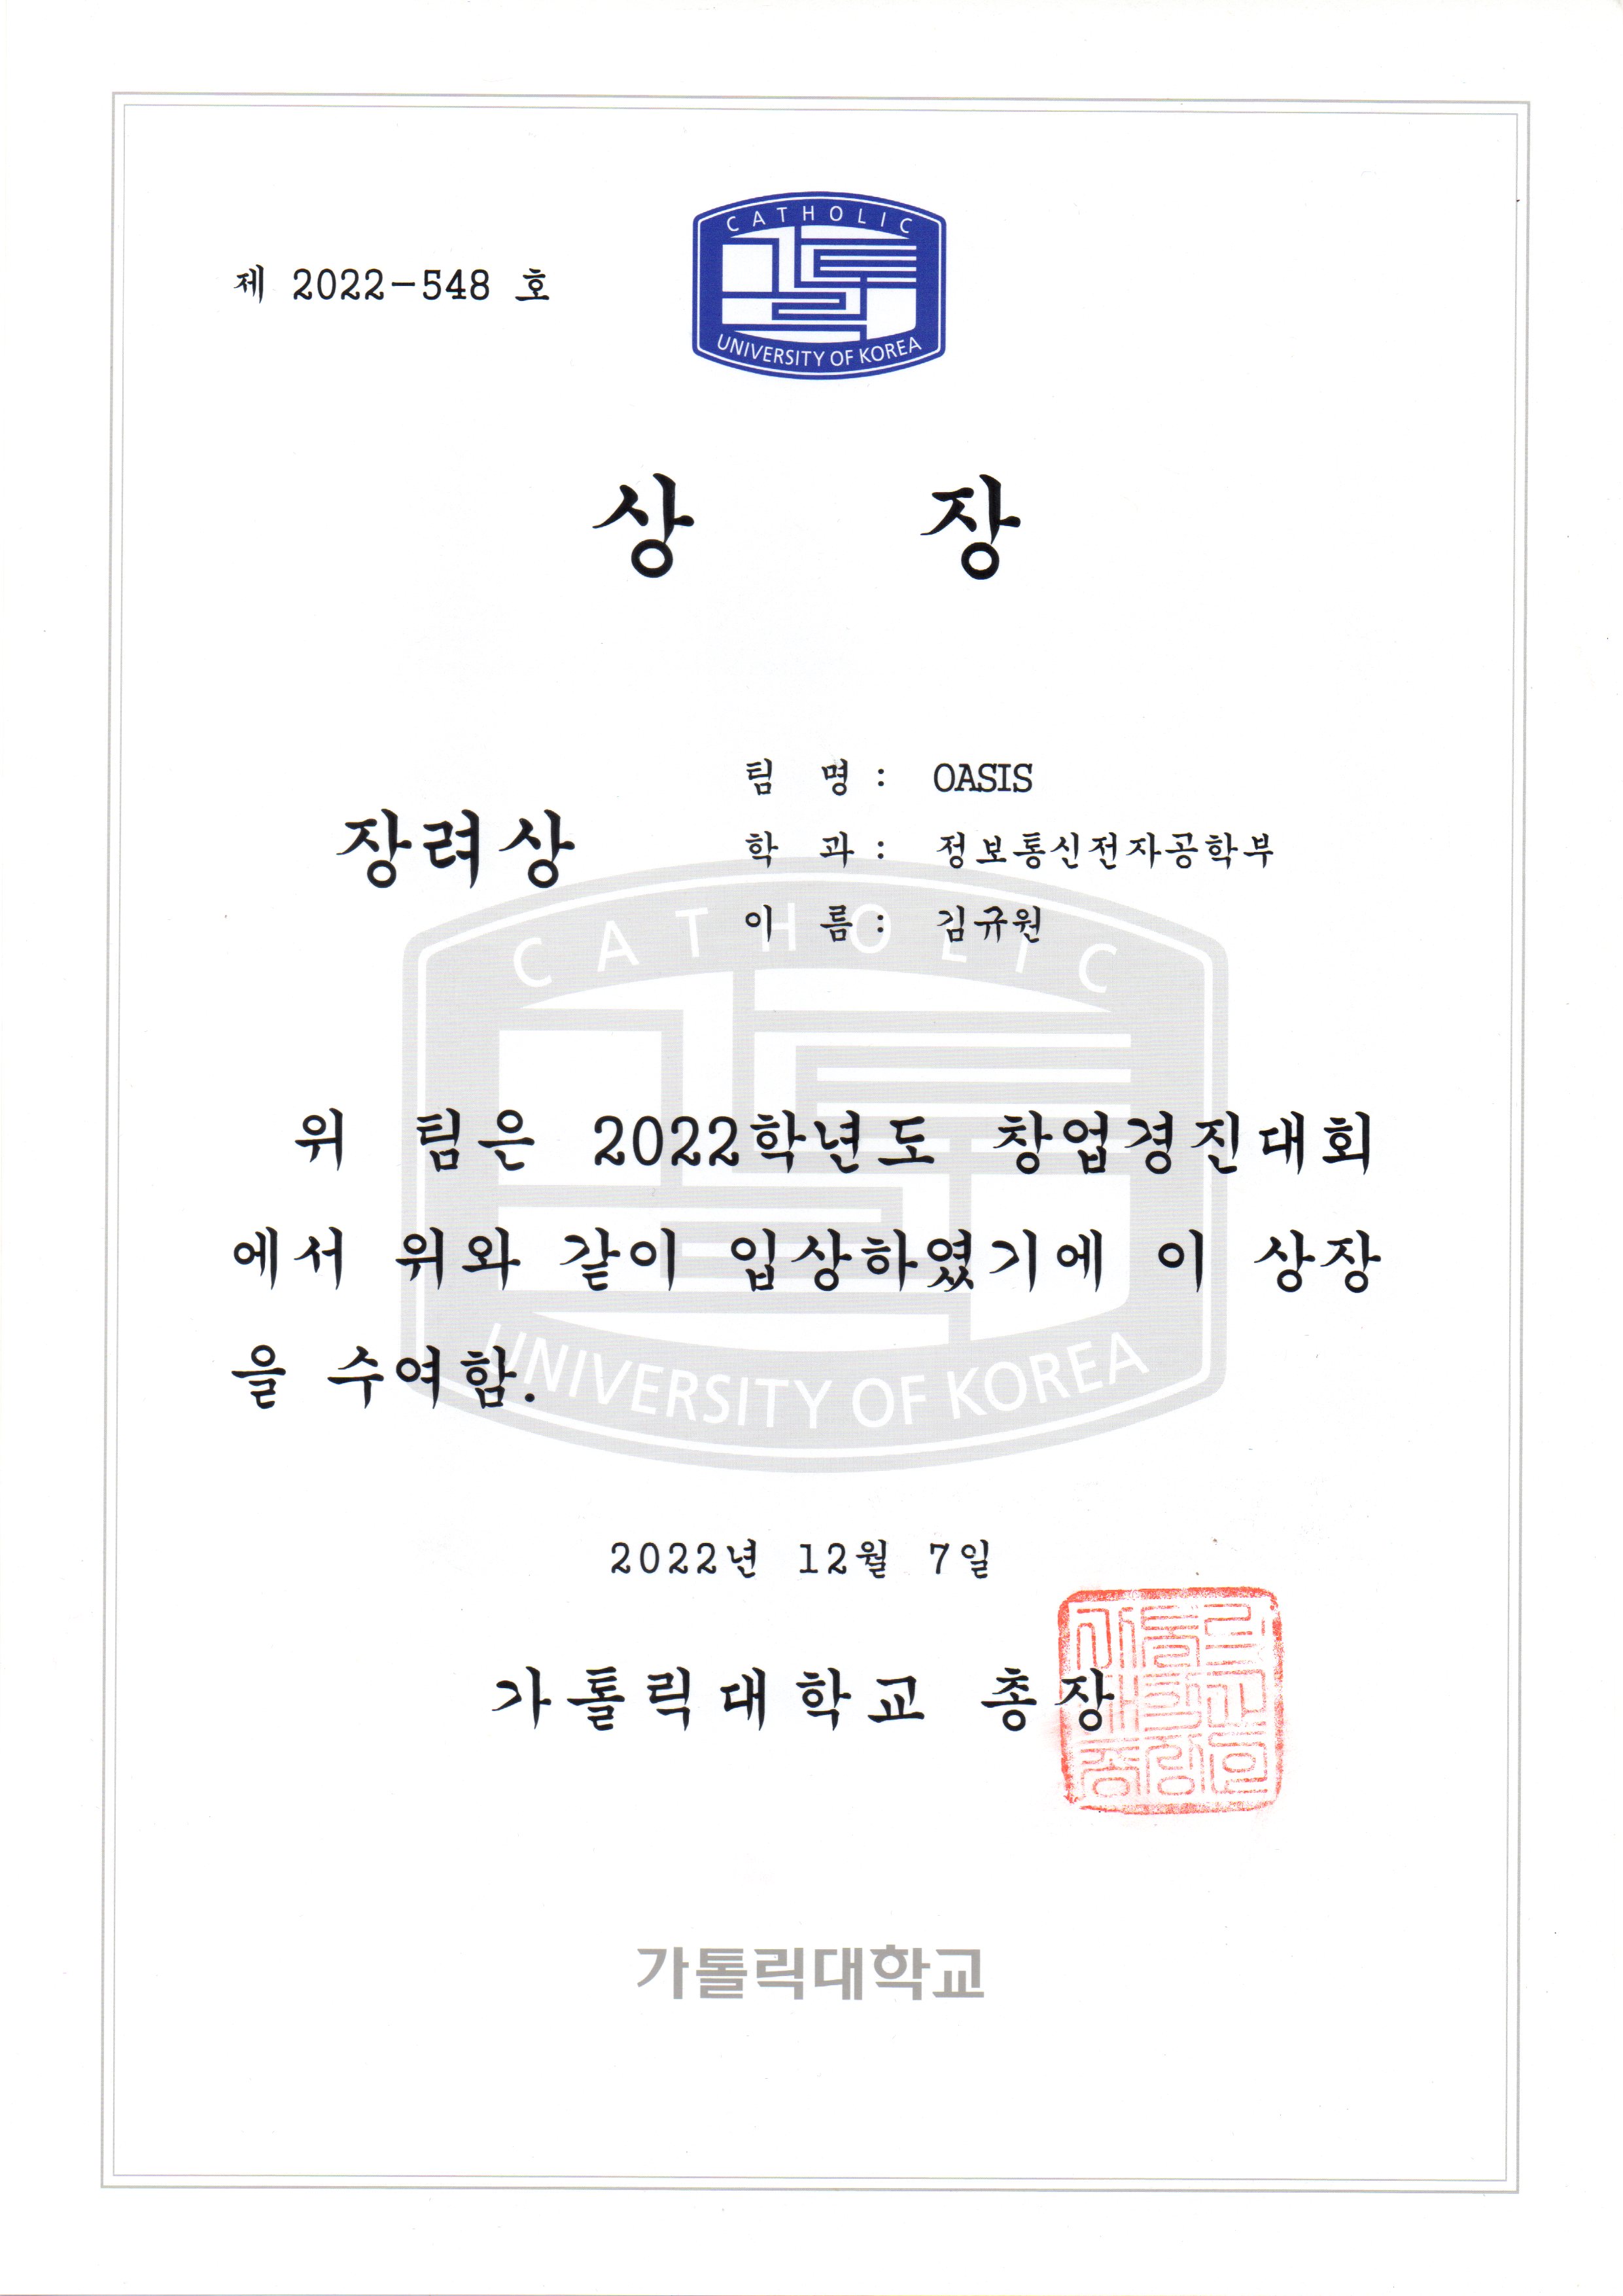 제 2022-548 호
CATHOLIC
UNIVERSITY OF KOREA
상 장
장려상
팀 명 : OASIS
학 과 : 정보통신전자공학부
이 름 : 김규원
CATHOLIC
위 팀은 2022학년도 창업경진대회
에서 위와 같이 입상하였기에 이 상장
을 수여함.
UNIVERSITY OF KOREA
2022년 12월 7일
가톨릭대학교 총장
가톨릭
대학교
총장인
가톨릭대학교